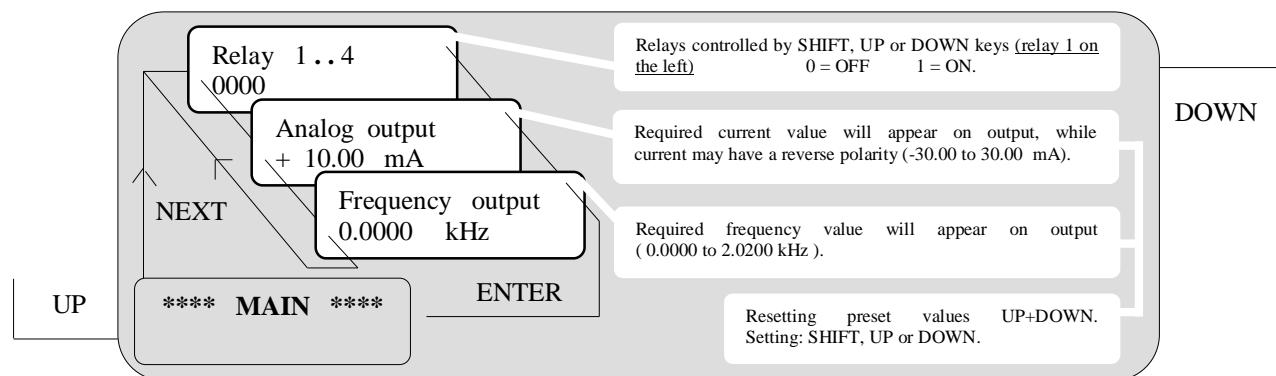 Relay 1 . . 4
0000
Analog output
+ 10.00 mA
Frequency output
0.0000 kHz
NEXT
UP
**** MAIN ****
ENTER
Relays controlled by SHIFT, UP or DOWN keys (relay 1 on
the left) 0 = OFF 1 = ON.
Required current value will appear on output, while
current may have a reverse polarity (-30.00 to 30.00 mA).
Required frequency value will appear on output
( 0.0000 to 2.0200 kHz ).
Resetting preset values UP+DOWN.
Setting: SHIFT, UP or DOWN.
DOWN